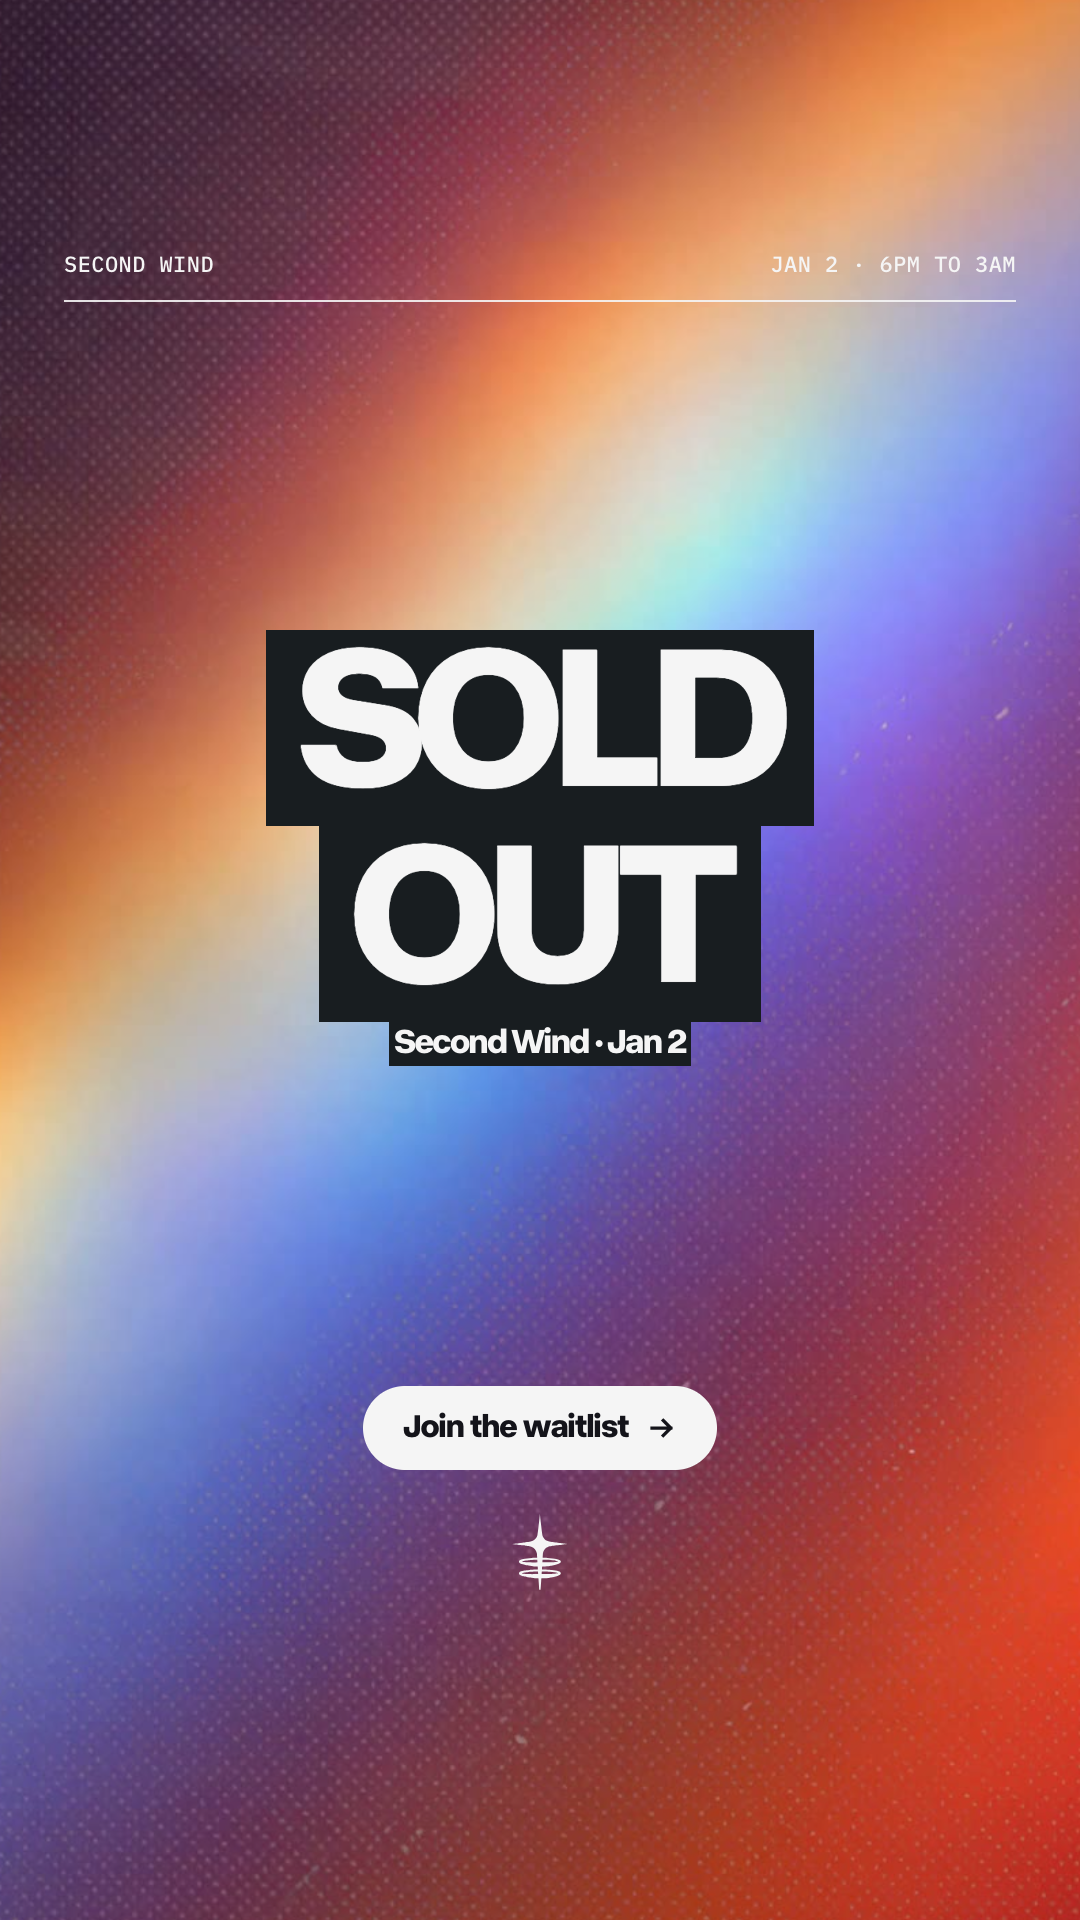 SECOND WIND
JAN 2 · 6PM TO 3AM
SOLD
OUT
Second Wind · Jan 2
Join the waitlist →